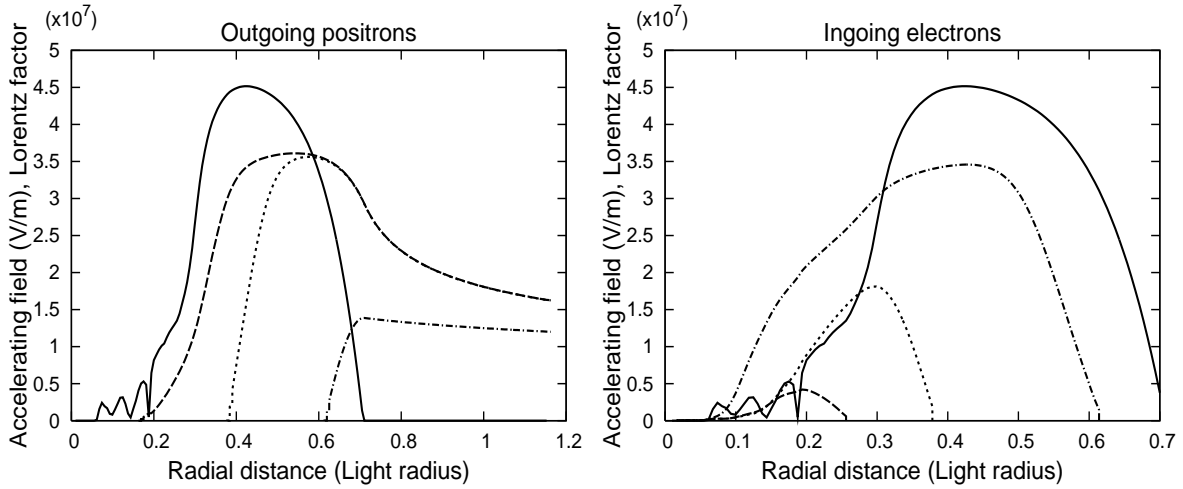 (x10⁷)
Outgoing positrons
Accelerating field (V/m), Lorentz factor
5
4.5
4
3.5
3
2.5
2
1.5
1
0.5
0
0 0.2 0.4 0.6 0.8 1 1.2
Radial distance (Light radius)
(x10⁷)
Ingoing electrons
Accelerating field (V/m), Lorentz factor
5
4.5
4
3.5
3
2.5
2
1.5
1
0.5
0
0 0.1 0.2 0.3 0.4 0.5 0.6 0.7
Radial distance (Light radius)